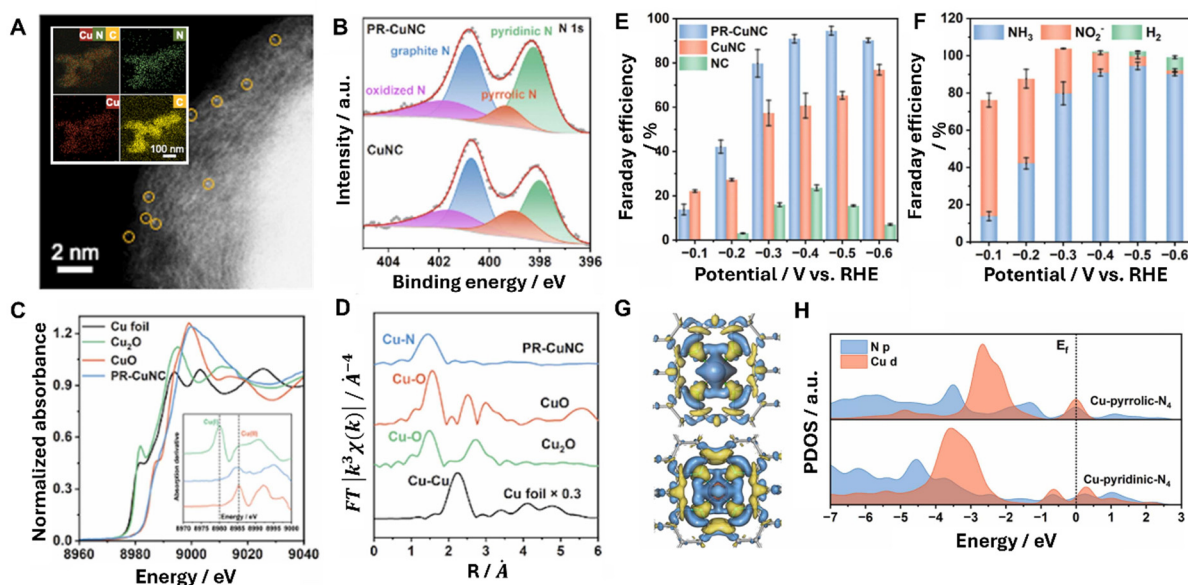 A
Cu N C
N
Cu
C
100 nm
2 nm
B
PR-CuNC
N 1s
graphite N
pyridinic N
oxidized N
pyrrolic N
CuNC
Intensity / a.u.
404 402 400 398 396
Binding energy / eV
C
Cu foil
Cu₂O
CuO
PR-CuNC
Normalized absorbance
1.2
0.9
0.6
0.3
0.0
Cu(I)
Cu(II)
Absorption derivative
8970 8975 8980 8985 8990 8995 9000
Energy / eV
8960 8980 9000 9020 9040
Energy / eV
D
Cu-N
PR-CuNC
Cu-O
CuO
Cu-O
Cu₂O
Cu-Cu
Cu foil × 0.3
FT |k³χ(k)| / Å⁻⁴
0 1 2 3 4 5 6
R / Å
E
PR-CuNC
CuNC
NC
Faraday efficiency
/ %
100
80
60
40
20
0
−0.1 −0.2 −0.3 −0.4 −0.5 −0.6
Potential / V vs. RHE
F
NH₃ NO₂⁻ H₂
Faraday efficiency
/ %
120
100
80
60
40
20
0
−0.1 −0.2 −0.3 −0.4 −0.5 −0.6
Potential / V vs. RHE
G
H
N p
Cu d
E_f
Cu-pyrrolic-N₄
Cu-pyridinic-N₄
PDOS / a.u.
-7 -6 -5 -4 -3 -2 -1 0 1 2 3
Energy / eV